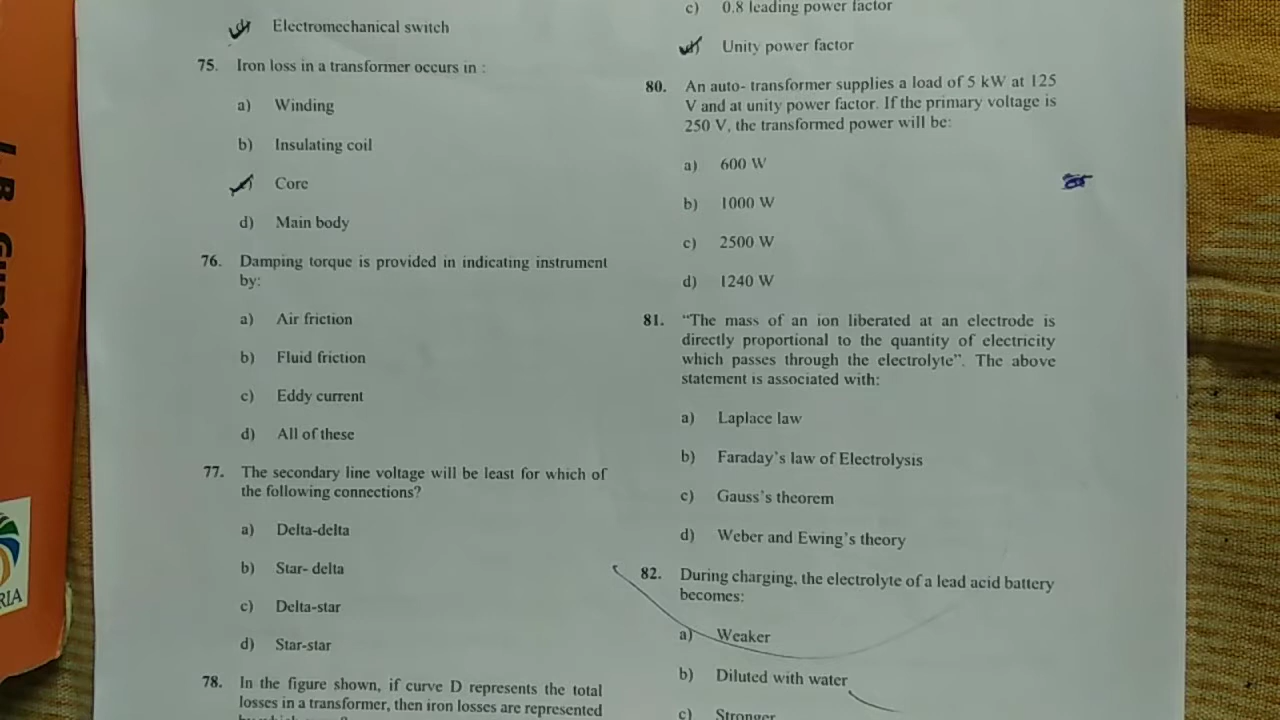 Electromechanical switch
75. Iron loss in a transformer occurs in :
a) Winding
b) Insulating coil
Core
d) Main body
76. Damping torque is provided in indicating instrument
by:
a) Air friction
b) Fluid friction
c) Eddy current
d) All of these
77. The secondary line voltage will be least for which of
the following connections?
a) Delta-delta
b) Star- delta
c) Delta-star
d) Star-star
78. In the figure shown, if curve D represents the total
losses in a transformer, then iron losses are represented
c) 0.8 leading power factor
Unity power factor
80. An auto- transformer supplies a load of 5 kW at 125
V and at unity power factor. If the primary voltage is
250 V, the transformed power will be:
a) 600 W
b) 1000 W
c) 2500 W
d) 1240 W
81. “The mass of an ion liberated at an electrode is
directly proportional to the quantity of electricity
which passes through the electrolyte”. The above
statement is associated with:
a) Laplace law
b) Faraday’s law of Electrolysis
c) Gauss’s theorem
d) Weber and Ewing’s theory
82. During charging, the electrolyte of a lead acid battery
becomes:
a) Weaker
b) Diluted with water
c) Stronger